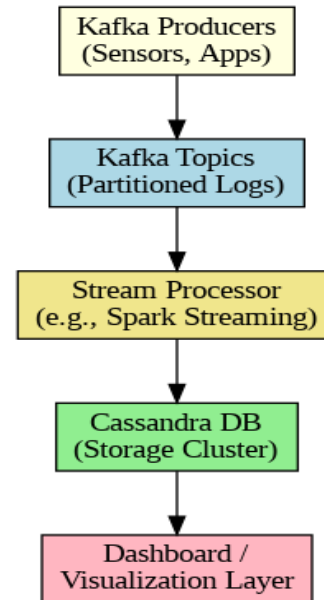 Kafka Producers
(Sensors, Apps)
Kafka Topics
(Partitioned Logs)
Stream Processor
(e.g., Spark Streaming)
Cassandra DB
(Storage Cluster)
Dashboard /
Visualization Layer